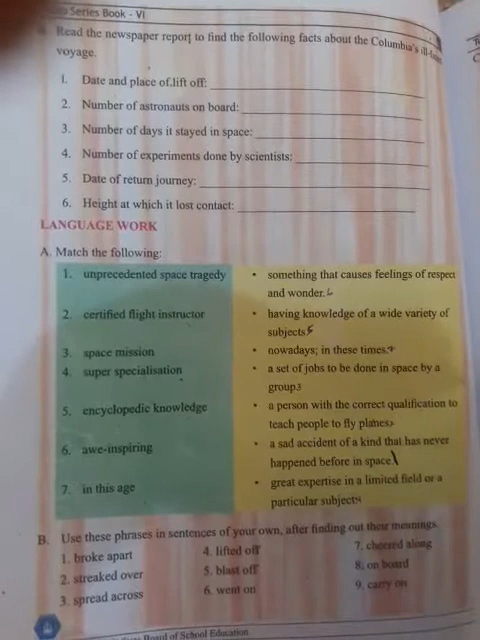 Series Book - VI
Read the newspaper report to find the following facts about the Columbia's
voyage.
1. Date and place of lift off:
2. Number of astronauts on board:
3. Number of days it stayed in space:
4. Number of experiments done by scientists:
5. Date of return journey:
6. Height at which it lost contact:
LANGUAGE WORK
A. Match the following:
1. unprecedented space tragedy • something that causes feelings of respect
and wonder.
2. certified flight instructor • having knowledge of a wide variety of
subjects 5
3. space mission • nowadays; in these times.
4. super specialisation • a set of jobs to be done in space by a
group 3
5. encyclopedic knowledge • a person with the correct qualification to
teach people to fly planes
6. awe-inspiring • a sad accident of a kind that has never
happened before in space
7. in this age • great expertise in a limited field or a
particular subject
B. Use these phrases in sentences of your own, after finding out their meanings.
1. broke apart 4. lifted off 7. cheered along
2. streaked over 5. blast off 8. on board
3. spread across 6. went on 9. carry on
Board of School Education